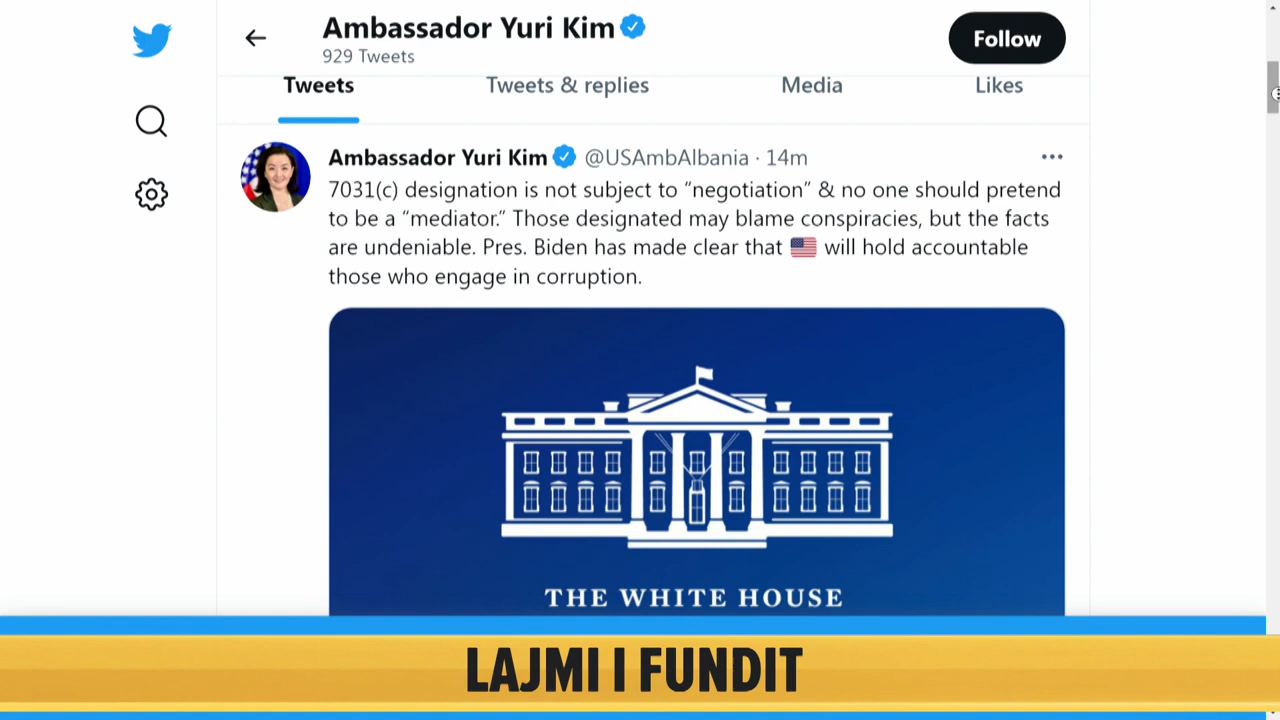 Ambassador Yuri Kim
929 Tweets
Follow
Tweets Tweets & replies Media Likes
Ambassador Yuri Kim @USAmbAlbania · 14m
7031(c) designation is not subject to “negotiation” & no one should pretend
to be a “mediator.” Those designated may blame conspiracies, but the facts
are undeniable. Pres. Biden has made clear that 🇺🇸 will hold accountable
those who engage in corruption.
THE WHITE HOUSE
LAJMI I FUNDIT